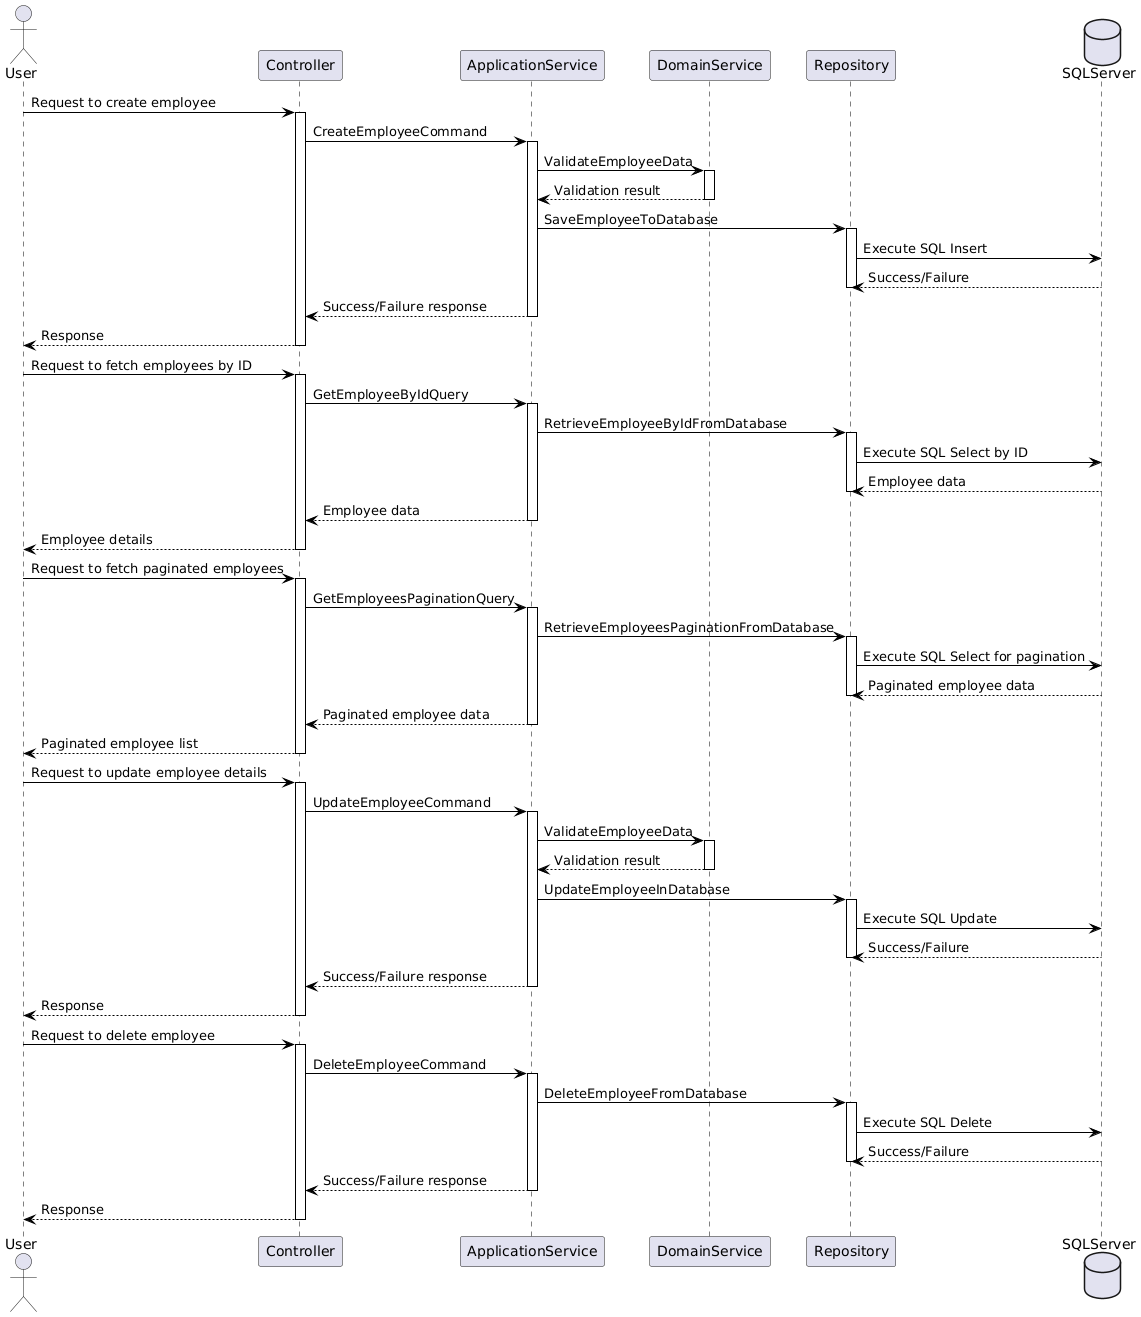 User
Controller
ApplicationService
DomainService
Repository
SQLServer
Request to create employee
CreateEmployeeCommand
ValidateEmployeeData
Validation result
SaveEmployeeToDatabase
Execute SQL Insert
Success/Failure
Success/Failure response
Response
Request to fetch employees by ID
GetEmployeeByIdQuery
RetrieveEmployeeByIdFromDatabase
Execute SQL Select by ID
Employee data
Employee data
Employee details
Request to fetch paginated employees
GetEmployeesPaginationQuery
RetrieveEmployeesPaginationFromDatabase
Execute SQL Select for pagination
Paginated employee data
Paginated employee data
Paginated employee list
Request to update employee details
UpdateEmployeeCommand
ValidateEmployeeData
Validation result
UpdateEmployeeInDatabase
Execute SQL Update
Success/Failure
Success/Failure response
Response
Request to delete employee
DeleteEmployeeCommand
DeleteEmployeeFromDatabase
Execute SQL Delete
Success/Failure
Success/Failure response
Response
User
Controller
ApplicationService
DomainService
Repository
SQLServer